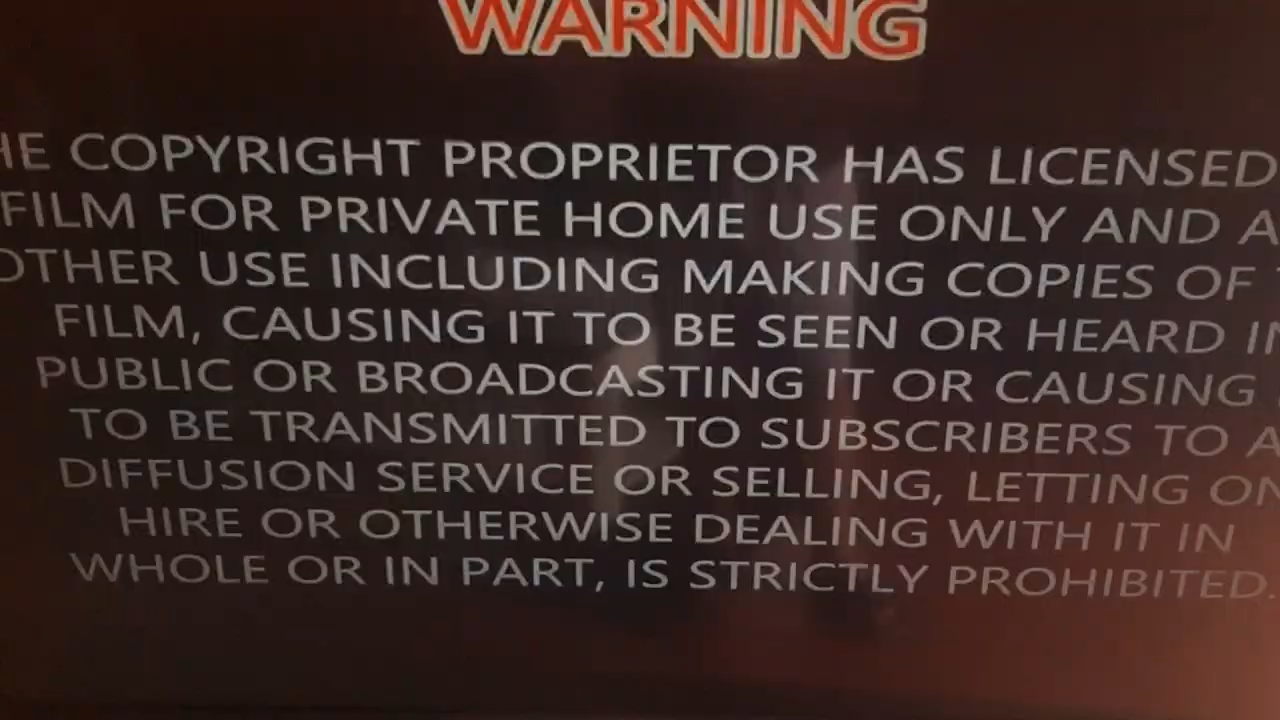 WARNING
HE COPYRIGHT PROPRIETOR HAS LICENSED
FILM FOR PRIVATE HOME USE ONLY AND A
OTHER USE INCLUDING MAKING COPIES OF
FILM, CAUSING IT TO BE SEEN OR HEARD IN
PUBLIC OR BROADCASTING IT OR CAUSING
TO BE TRANSMITTED TO SUBSCRIBERS TO A
DIFFUSION SERVICE OR SELLING, LETTING ON
HIRE OR OTHERWISE DEALING WITH IT IN
WHOLE OR IN PART, IS STRICTLY PROHIBITED.